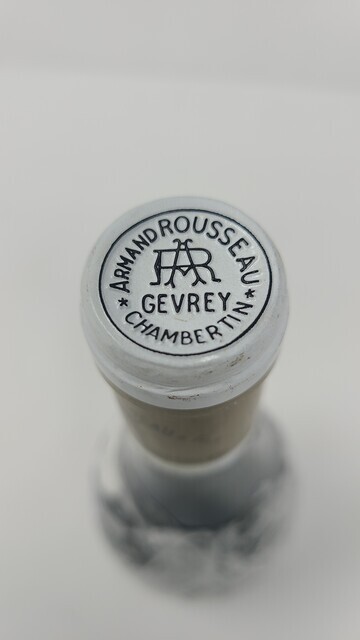 ARMAND ROUSSEAU
AR
GEVREY
* CHAMBERTIN *